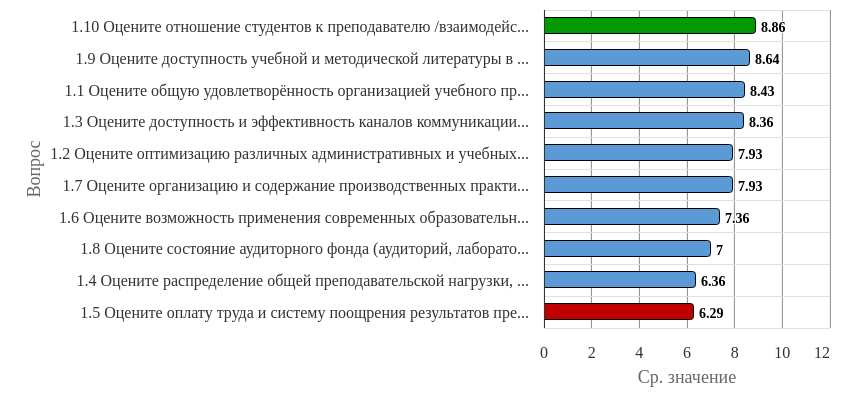 1.10 Оцените отношение студентов к преподавателю /взаимодейс... 8.86
1.9 Оцените доступность учебной и методической литературы в ... 8.64
1.1 Оцените общую удовлетворённость организацией учебного пр... 8.43
1.3 Оцените доступность и эффективность каналов коммуникации... 8.36
1.2 Оцените оптимизацию различных административных и учебных... 7.93
1.7 Оцените организацию и содержание производственных практи... 7.93
1.6 Оцените возможность применения современных образовательн... 7.36
1.8 Оцените состояние аудиторного фонда (аудиторий, лаборато... 7
1.4 Оцените распределение общей преподавательской нагрузки, ... 6.36
1.5 Оцените оплату труда и систему поощрения результатов пре... 6.29
Вопрос
0 2 4 6 8 10 12
Ср. значение